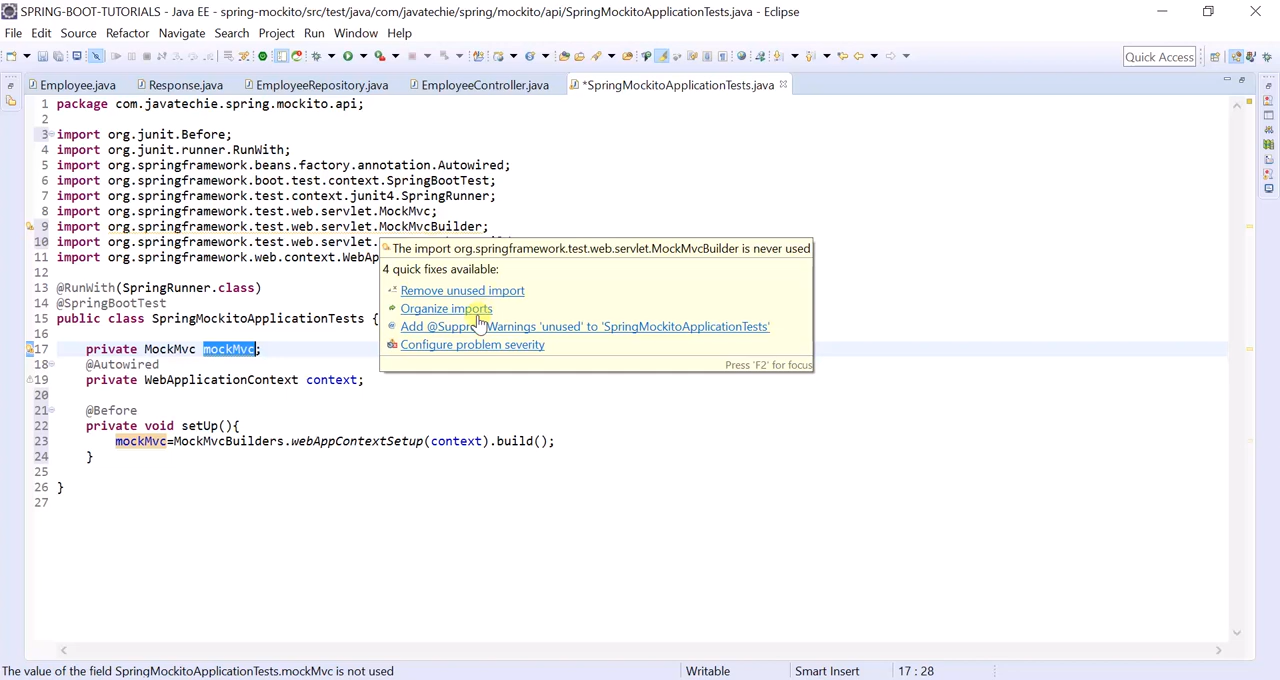 SPRING-BOOT-TUTORIALS - Java EE - spring-mockito/src/test/java/com/javatechie/spring/mockito/api/SpringMockitoApplicationTests.java - Eclipse
File Edit Source Refactor Navigate Search Project Run Window Help
Quick Access
Employee.java Response.java EmployeeRepository.java EmployeeController.java *SpringMockitoApplicationTests.java
1 package com.javatechie.spring.mockito.api;
2
3 import org.junit.Before;
4 import org.junit.runner.RunWith;
5 import org.springframework.beans.factory.annotation.Autowired;
6 import org.springframework.boot.test.context.SpringBootTest;
7 import org.springframework.test.context.junit4.SpringRunner;
8 import org.springframework.test.web.servlet.MockMvc;
9 import org.springframework.test.web.servlet.MockMvcBuilder;
10 import org.springframework.test.web.servlet.
11 import org.springframework.web.context.WebAp
The import org.springframework.test.web.servlet.MockMvcBuilder is never used
4 quick fixes available:
Remove unused import
Organize imports
Add @Suppr Warnings 'unused' to 'SpringMockitoApplicationTests'
Configure problem severity
Press 'F2' for focus
12
13 @RunWith(SpringRunner.class)
14 @SpringBootTest
15 public class SpringMockitoApplicationTests {
16
17 private MockMvc mockMvc;
18 @Autowired
19 private WebApplicationContext context;
20
21 @Before
22 private void setUp(){
23 mockMvc=MockMvcBuilders.webAppContextSetup(context).build();
24 }
25
26 }
27
The value of the field SpringMockitoApplicationTests.mockMvc is not used Writable Smart Insert 17 : 28